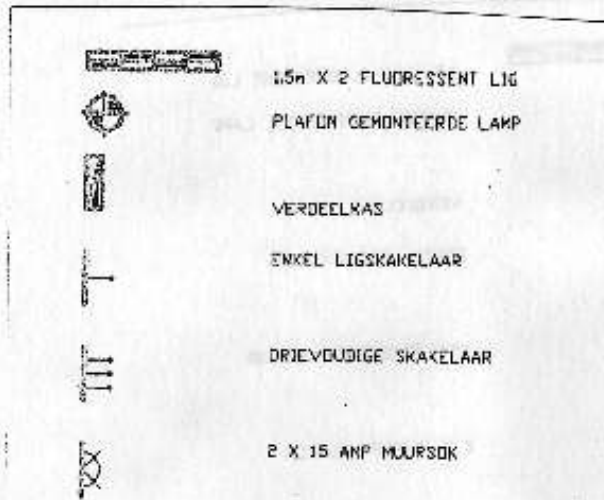 1.5m X 2 FLUORESSENT LIG
PLAFON GEMONTEERDE LAMP
VERDEELKAS
ENKEL LIGSKAKELAAR
DRIEVOUDIGE SKAKELAAR
2 X 15 AMP MUURSOK